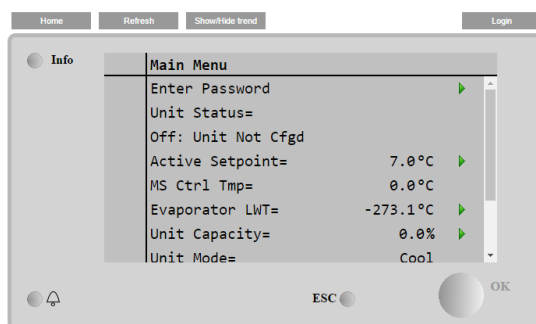 Home Refresh Show/Hide trend Login
Info
Main Menu
Enter Password
Unit Status=
Off: Unit Not Cfgd
Active Setpoint= 7.0°C
MS Ctrl Tmp= 0.0°C
Evaporator LWT= -273.1°C
Unit Capacity= 0.0%
Unit Mode= Cool
OK
ESC